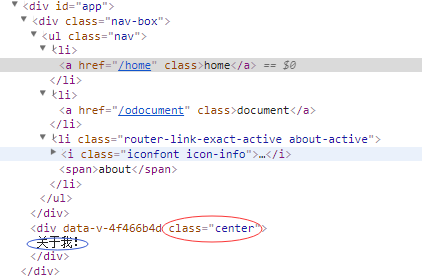 <div id="app">
<div class="nav-box">
<ul class="nav">
<li>
<a href="/home" class>home</a> == $0
</li>
<li>
<a href="/odocument" class>document</a>
</li>
<li class="router-link-exact-active about-active">
<i class="iconfont icon-info">…</i>
<span>about</span>
</li>
</ul>
</div>
<div data-v-4f466b4d class="center">
关于我!
</div>
</div>